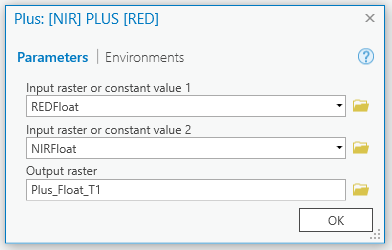 Plus: [NIR] PLUS [RED]
Parameters | Environments
?
Input raster or constant value 1
REDFloat
Input raster or constant value 2
NIRFloat
Output raster
Plus_Float_T1
OK